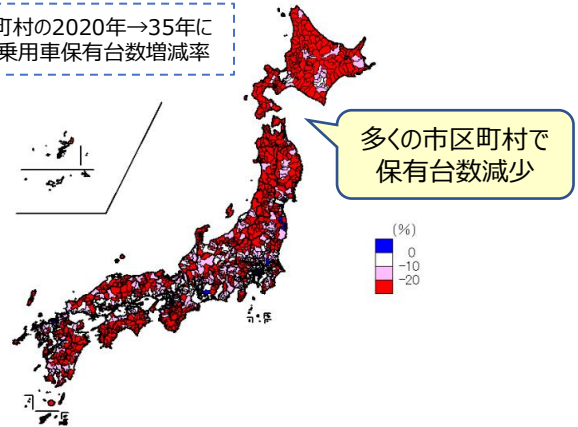 町村の2020年→35年に
乗用車保有台数増減率
多くの市区町村で
保有台数減少
(%)
0
-10
-20